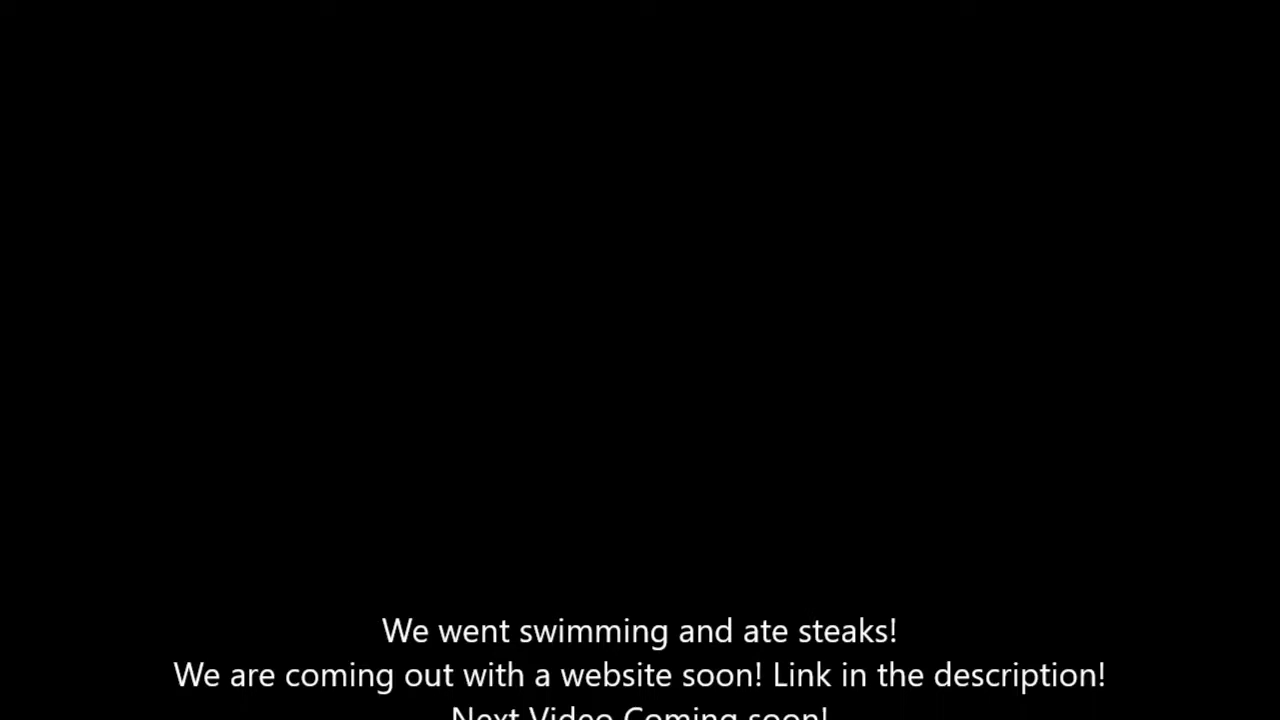 We went swimming and ate steaks!
We are coming out with a website soon! Link in the description!
Next Video Coming soon!